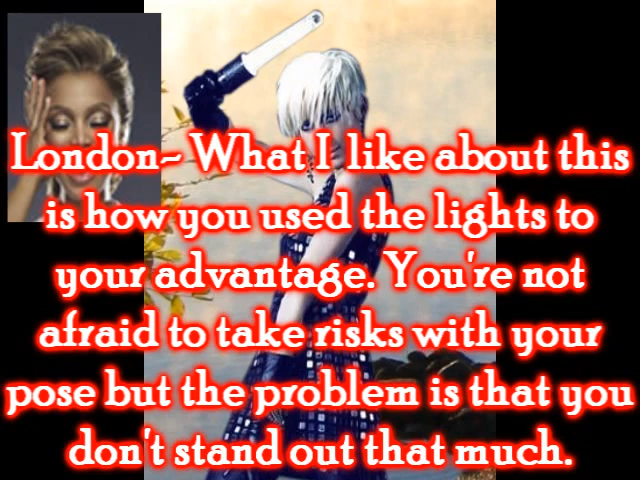 London- What I like about this
is how you used the lights to
your advantage. You're not
afraid to take risks with your
pose but the problem is that you
don't stand out that much.